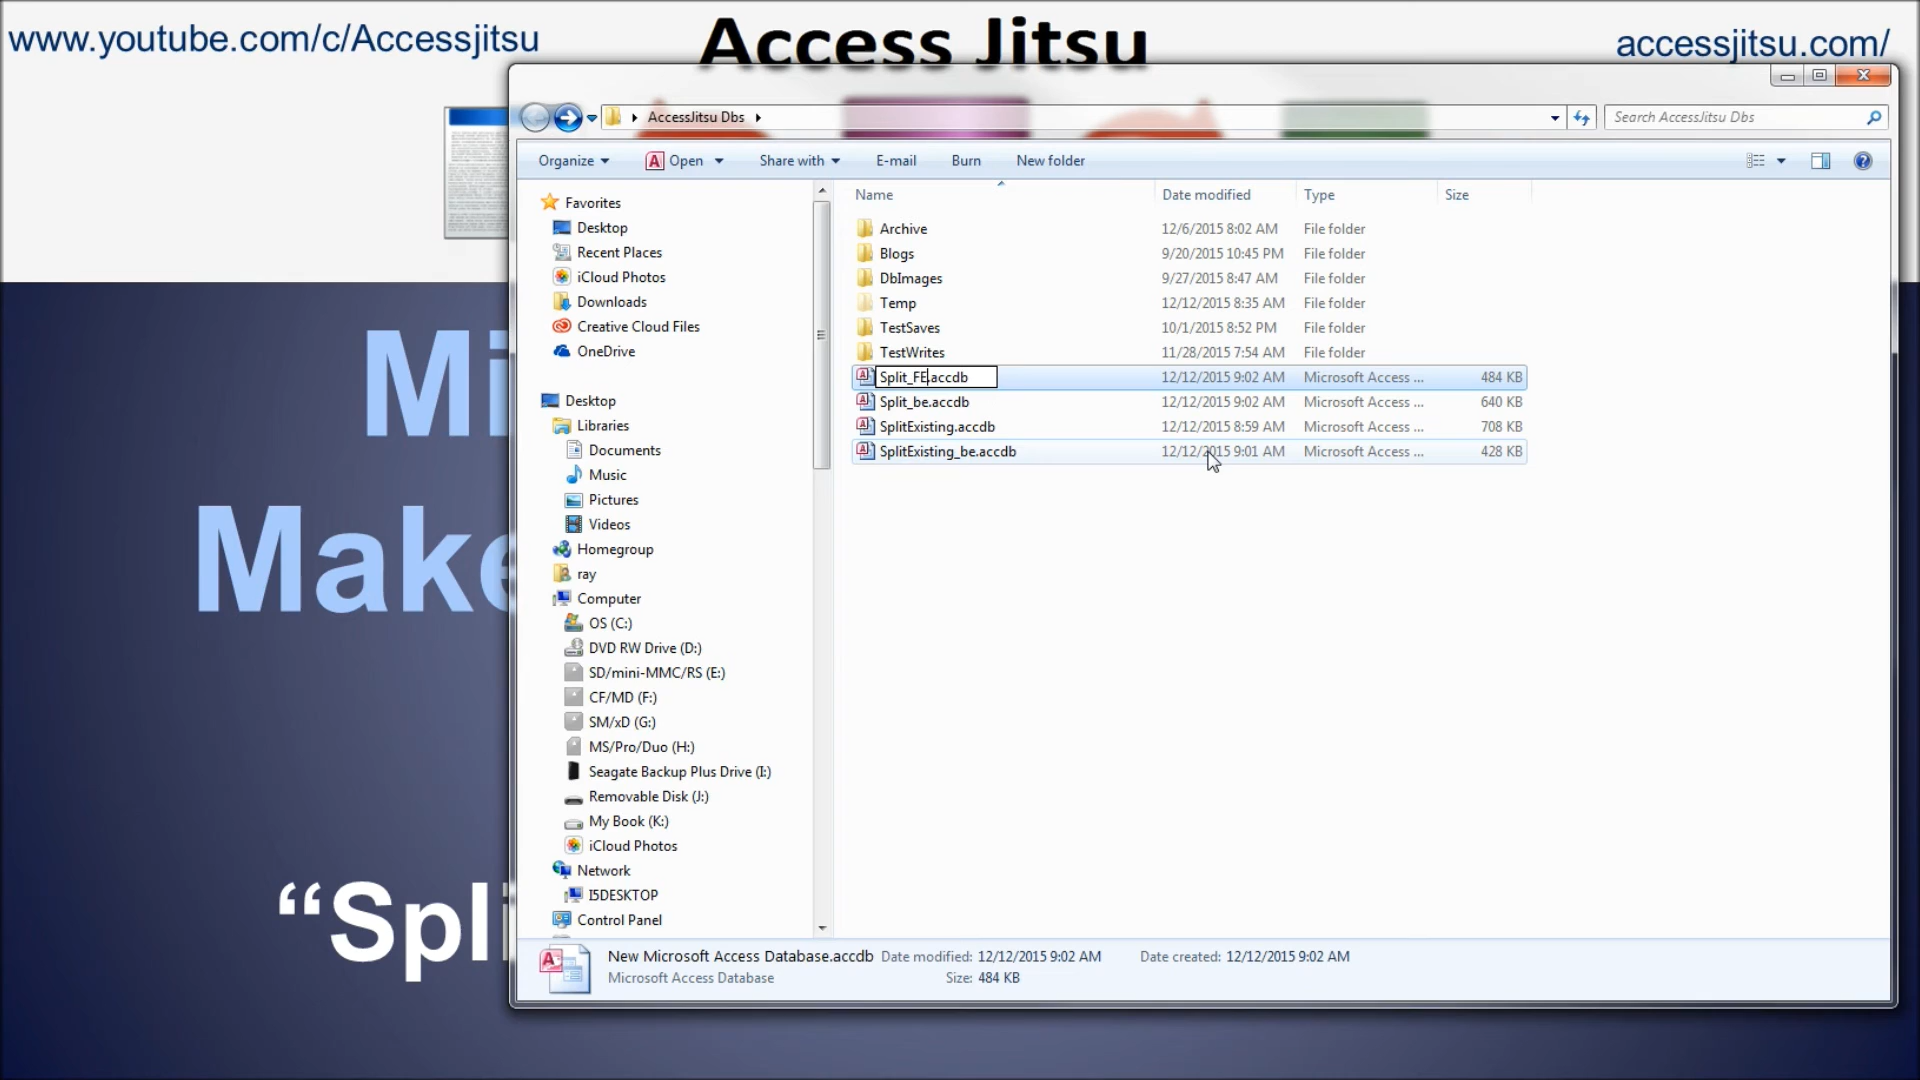 www.youtube.com/c/Accessjitsu
Access Jitsu
accessjitsu.com/
AccessJitsu Dbs
Search AccessJitsu Dbs
Organize
Open
Share with
E-mail
Burn
New folder
Name Date modified Type Size
Archive 12/6/2015 8:02 AM File folder
Blogs 9/20/2015 10:45 PM File folder
DbImages 9/27/2015 8:47 AM File folder
Temp 12/12/2015 8:35 AM File folder
TestSaves 10/1/2015 8:52 PM File folder
TestWrites 11/28/2015 7:54 AM File folder
Split_FE.accdb 12/12/2015 9:02 AM Microsoft Access ... 484 KB
Split_be.accdb 12/12/2015 9:02 AM Microsoft Access ... 640 KB
SplitExisting.accdb 12/12/2015 8:59 AM Microsoft Access ... 708 KB
SplitExisting_be.accdb 12/12/2015 9:01 AM Microsoft Access ... 428 KB
Favorites
Desktop
Recent Places
iCloud Photos
Downloads
Creative Cloud Files
OneDrive
Desktop
Libraries
Documents
Music
Pictures
Videos
Homegroup
ray
Computer
OS (C:)
DVD RW Drive (D:)
SD/mini-MMC/RS (E:)
CF/MD (F:)
SM/xD (G:)
MS/Pro/Duo (H:)
Seagate Backup Plus Drive (I:)
Removable Disk (J:)
My Book (K:)
iCloud Photos
Network
I5DESKTOP
Control Panel
New Microsoft Access Database.accdb Date modified: 12/12/2015 9:02 AM Date created: 12/12/2015 9:02 AM
Microsoft Access Database Size: 484 KB
Mi
Make
“Spl